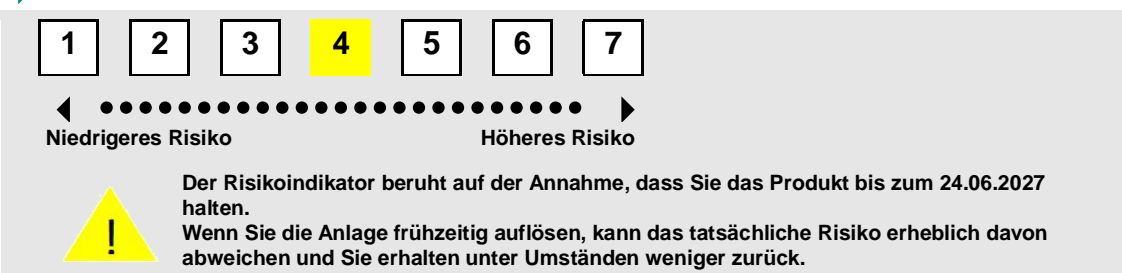 1 2 3 4 5 6 7
Niedrigeres Risiko Höheres Risiko
Der Risikoindikator beruht auf der Annahme, dass Sie das Produkt bis zum 24.06.2027
halten.
Wenn Sie die Anlage frühzeitig auflösen, kann das tatsächliche Risiko erheblich davon
! abweichen und Sie erhalten unter Umständen weniger zurück.